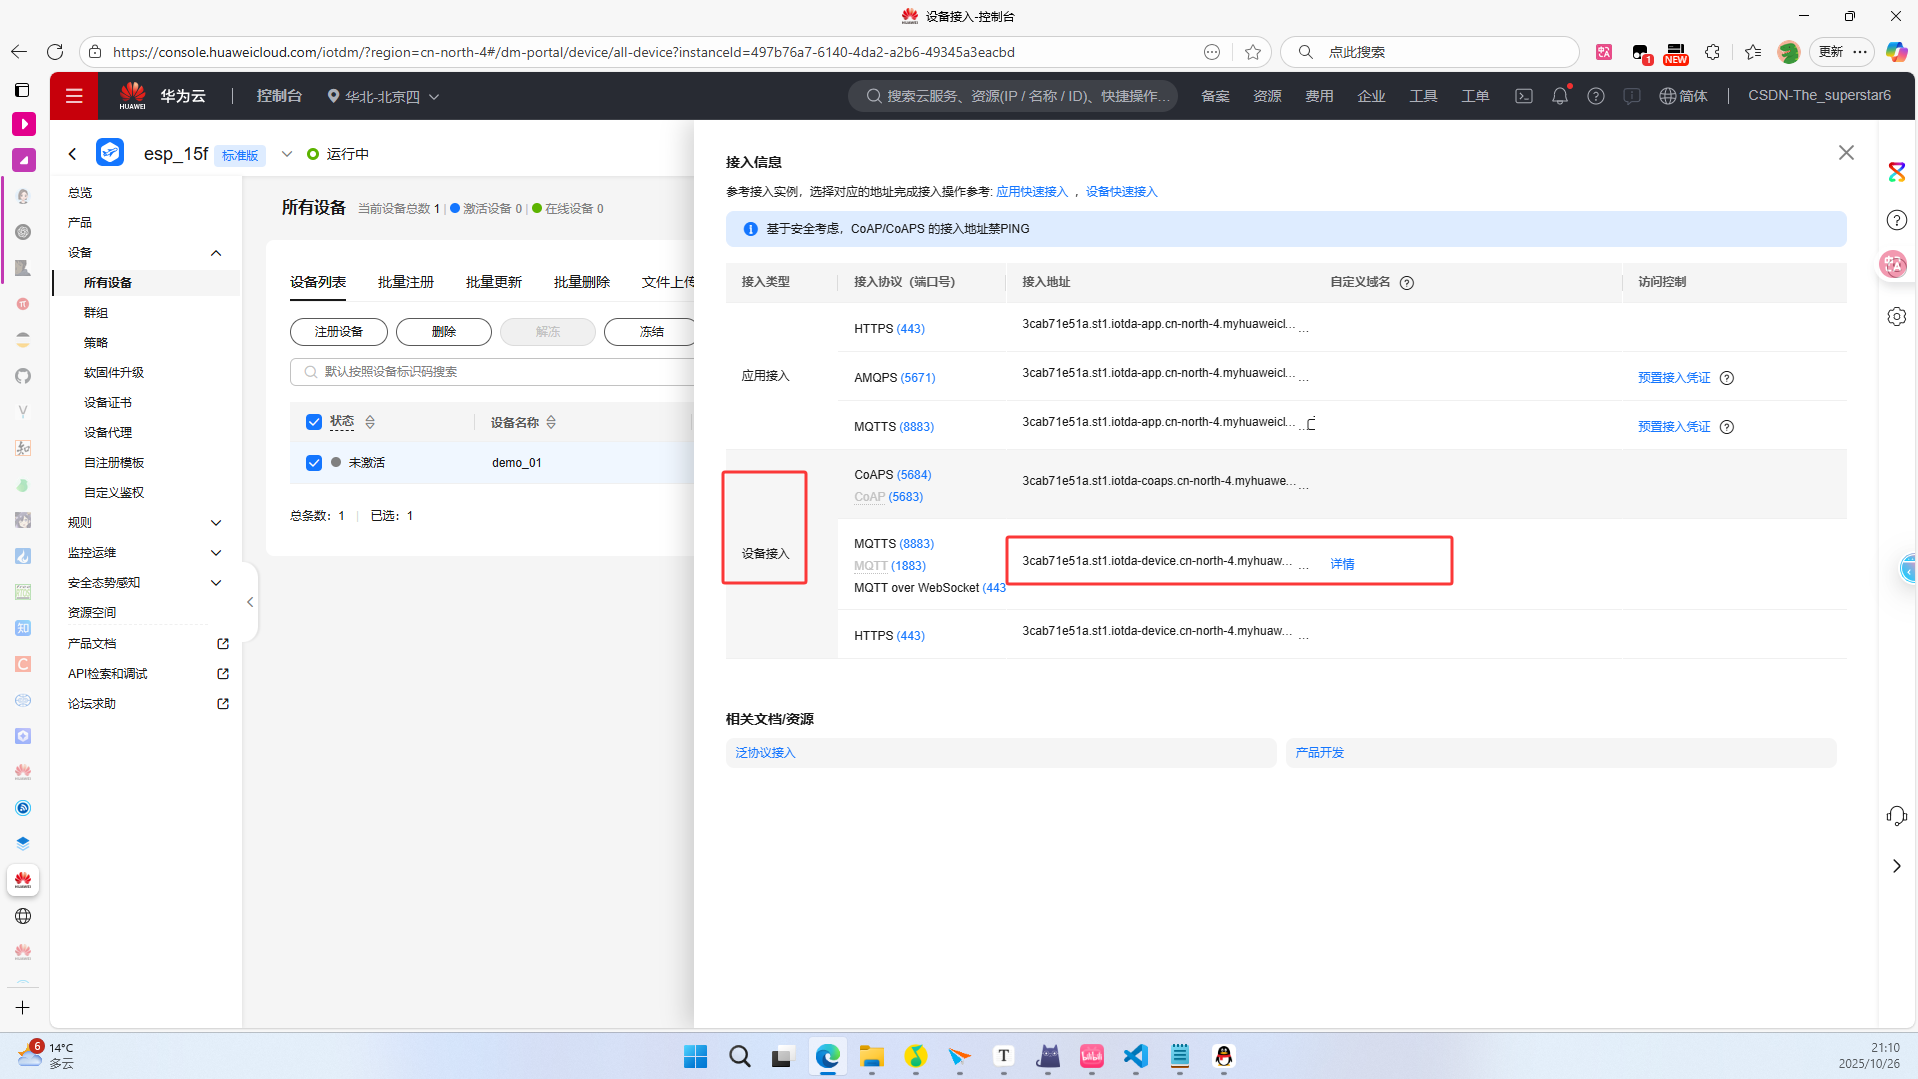 设备接入-控制台
https://console.huaweicloud.com/iotdm/?region=cn-north-4#/dm-portal/device/all-device?instanceId=497b76a7-6140-4da2-a2b6-49345a3eacbd
点此搜索
1
NEW
更新
HUAWEI
华为云
控制台
华北-北京四
搜索云服务、资源(IP / 名称 / ID)、快捷操作...
备案
资源
费用
企业
工具
工单
简体
CSDN-The_superstar6
esp_15f
标准版
运行中
总览
产品
设备
所有设备
群组
策略
软固件升级
设备证书
设备代理
自注册模板
自定义鉴权
规则
监控运维
安全态势感知
资源空间
产品文档
API检索和调试
论坛求助
所有设备 当前设备总数 1 | 激活设备 0 | 在线设备 0
设备列表 批量注册 批量更新 批量删除 文件上传
注册设备 删除 解冻 冻结
默认按照设备标识码搜索
状态 设备名称
未激活 demo_01
总条数: 1 已选: 1
接入信息
参考接入实例，选择对应的地址完成接入操作参考: 应用快速接入 ， 设备快速接入
基于安全考虑，CoAP/CoAPS 的接入地址禁PING
接入类型 接入协议（端口号） 接入地址 自定义域名 访问控制
应用接入
HTTPS (443) 3cab71e51a.st1.iotda-app.cn-north-4.myhuaweicl... ...
AMQPS (5671) 3cab71e51a.st1.iotda-app.cn-north-4.myhuaweicl... ... 预置接入凭证
MQTTS (8883) 3cab71e51a.st1.iotda-app.cn-north-4.myhuaweicl... ... 预置接入凭证
设备接入
CoAPS (5684)
CoAP (5683)
3cab71e51a.st1.iotda-coaps.cn-north-4.myhuawe... ...
MQTTS (8883)
MQTT (1883)
MQTT over WebSocket (443
3cab71e51a.st1.iotda-device.cn-north-4.myhuaw... ... 详情
HTTPS (443) 3cab71e51a.st1.iotda-device.cn-north-4.myhuaw... ...
相关文档/资源
泛协议接入
产品开发
6
14°C
多云
21:10
2025/10/26